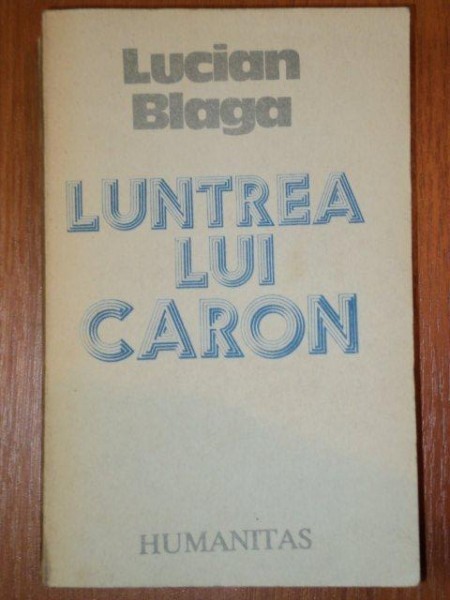 Lucian
Blaga
LUNTREA
LUI
CARON
HUMANITAS